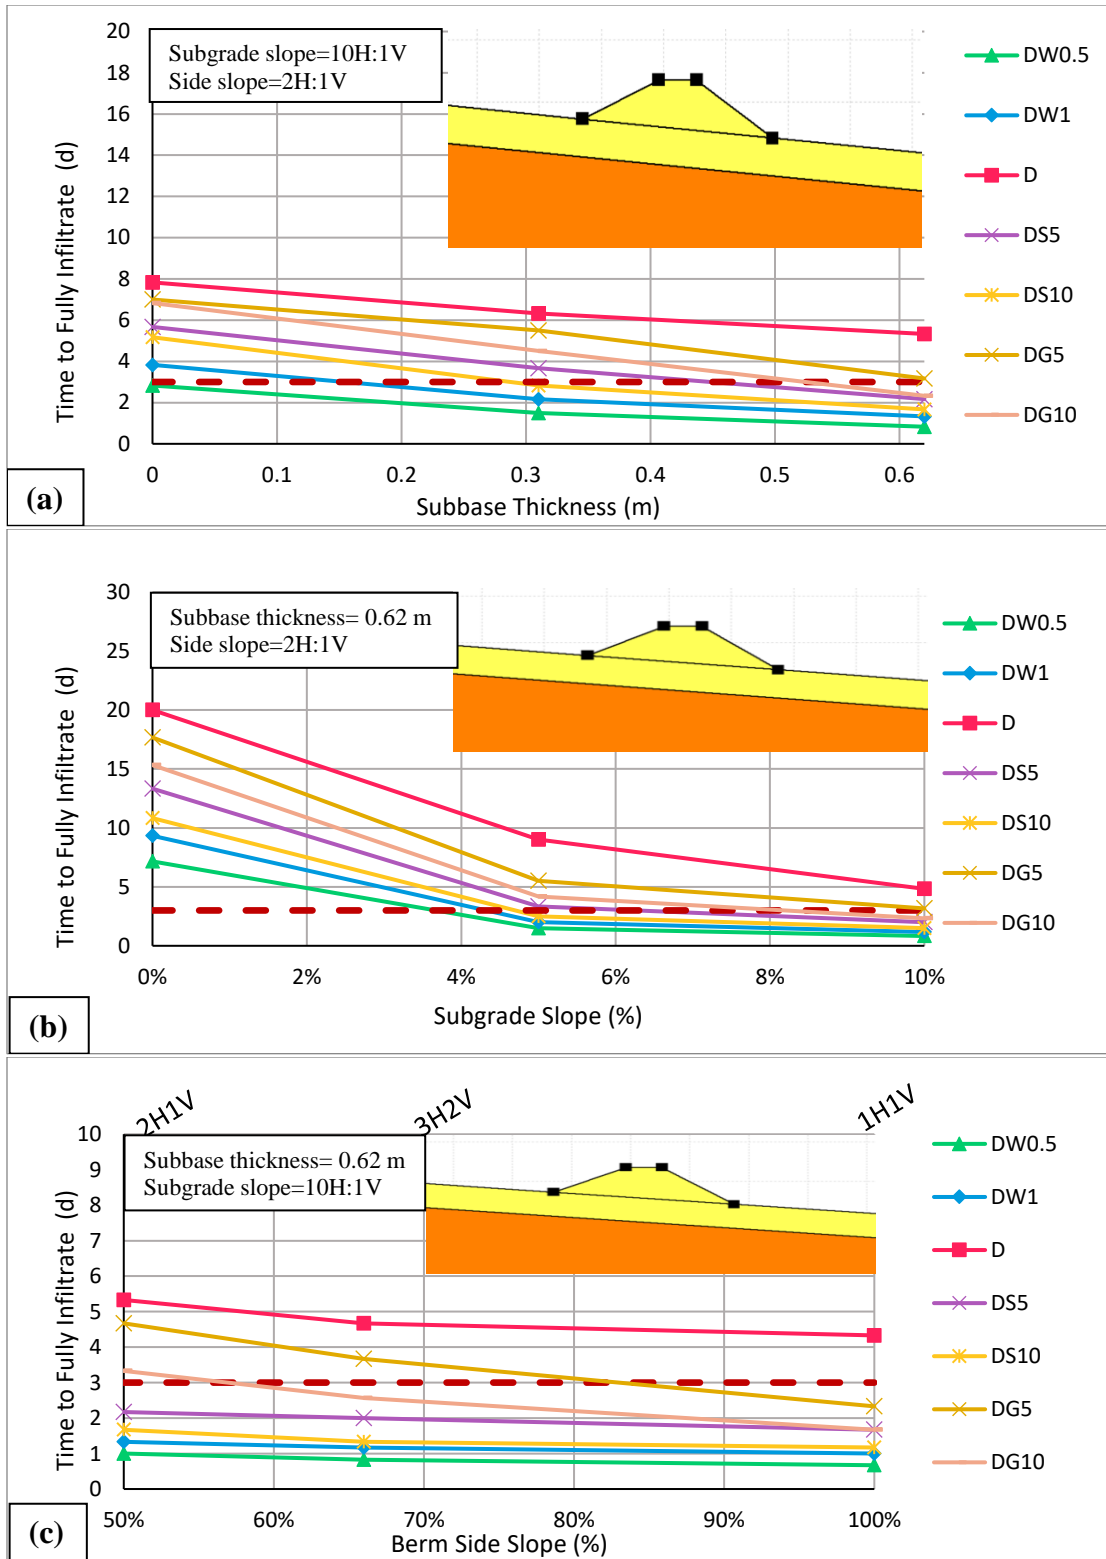 20
18
16
14
12
10
8
6
4
2
0
Time to Fully Infiltrate (d)
Subgrade slope=10H:1V
Side slope=2H:1V
DW0.5
DW1
D
DS5
DS10
DG5
DG10
0 0.1 0.2 0.3 0.4 0.5 0.6
Subbase Thickness (m)
(a)
30
25
20
15
10
5
0
Time to Fully Infiltrate (d)
Subbase thickness= 0.62 m
Side slope=2H:1V
DW0.5
DW1
D
DS5
DS10
DG5
DG10
0% 2% 4% 6% 8% 10%
Subgrade Slope (%)
(b)
2H1V 3H2V 1H1V
10
9
8
7
6
5
4
3
2
1
0
Time to Fully Infiltrate (d)
Subbase thickness= 0.62 m
Subgrade slope=10H:1V
DW0.5
DW1
D
DS5
DS10
DG5
DG10
50% 60% 70% 80% 90% 100%
Berm Side Slope (%)
(c)